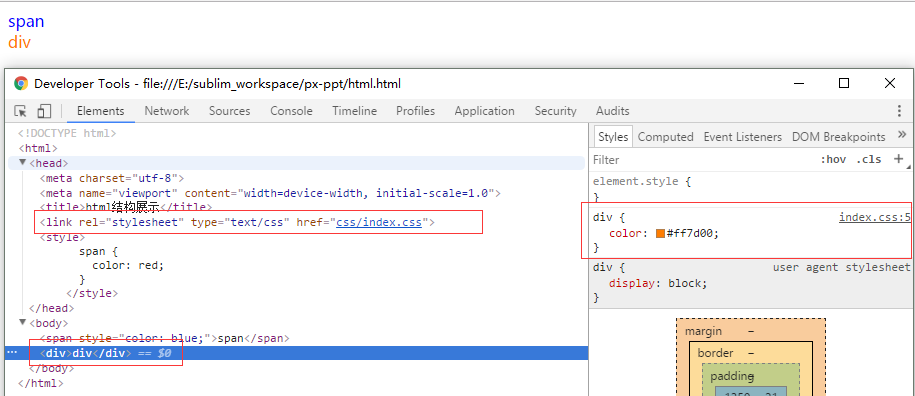 span
div
Developer Tools - file:///E:/sublim_workspace/px-ppt/html.html
Elements Network Sources Console Timeline Profiles Application Security Audits
<!DOCTYPE html>
<html>
<head>
<meta charset="utf-8">
<meta name="viewport" content="width=device-width, initial-scale=1.0">
<title>html结构展示</title>
<link rel="stylesheet" type="text/css" href="css/index.css">
<style>
span {
color: red;
}
</style>
</head>
<body>
<span style="color: blue;">span</span>
<div>div</div> == $0
</body>
</html>
Styles Computed Event Listeners DOM Breakpoints »
Filter :hov .cls +
element.style {
}
div { index.css:5
color: #ff7d00;
}
div { user agent stylesheet
display: block;
}
margin –
border –
padding –